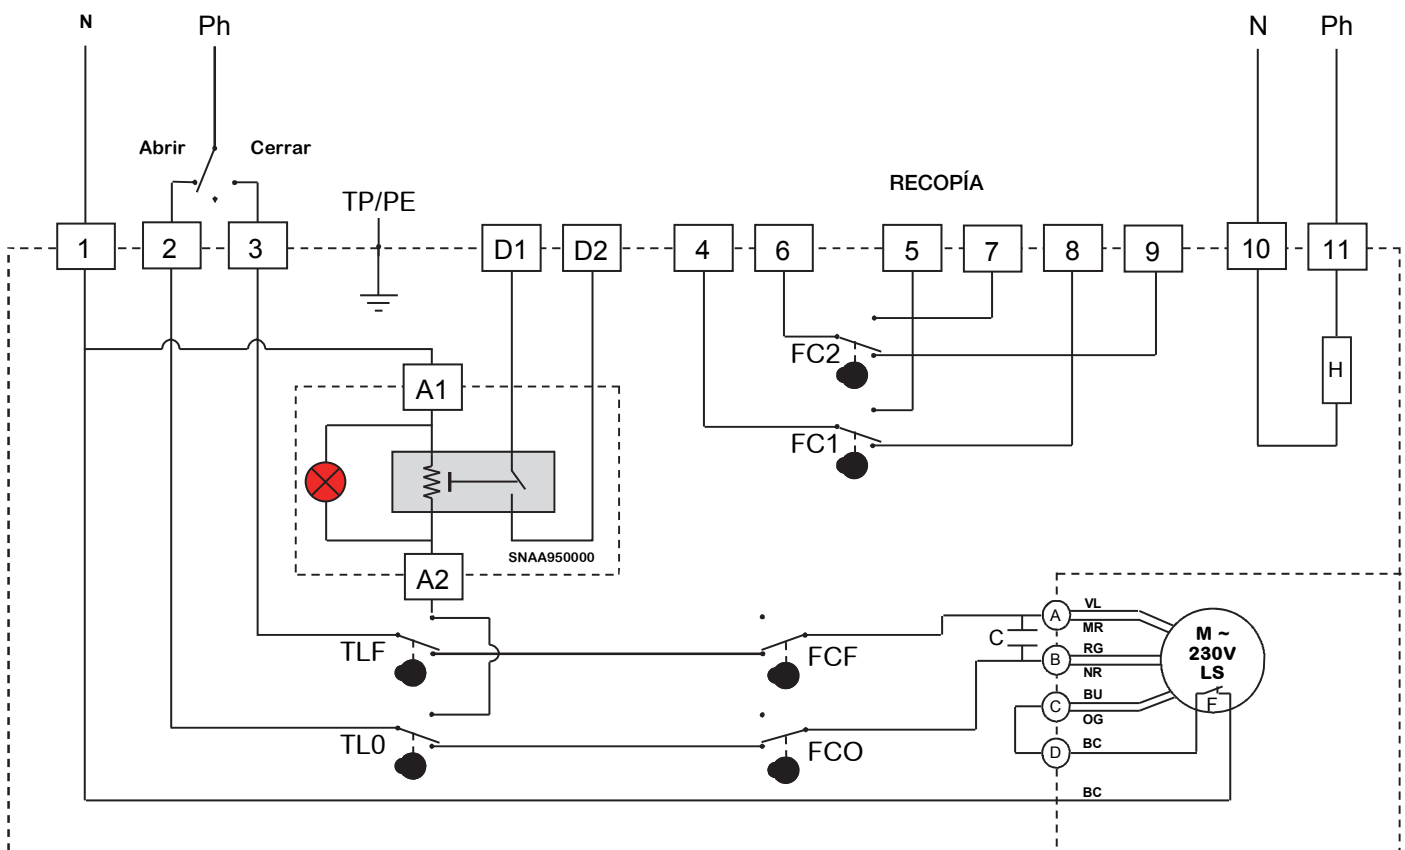 N
Ph
N
Ph
Abrir
Cerrar
RECOPÍA
TP/PE
1
2
3
D1
D2
4
6
5
7
8
9
10
11
FC2
H
A1
FC1
SNAA950000
A2
A
VL
MR
C
M ~
230V
LS
TLF
FCF
B
RG
NR
C
BU
OG
F
TL0
FCO
D
BC
BC